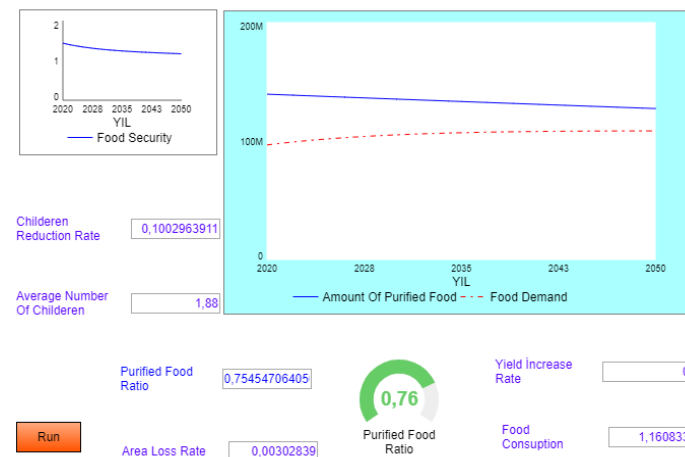 2
1
0
2020 2028 2035 2043 2050
YIL
Food Security
200M
100M
0
2020 2028 2035 2043 2050
YIL
Amount Of Purified Food Food Demand
Childeren
Reduction Rate
0,1002963911
Average Number
Of Childeren
1,88
Purified Food
Ratio
0,75454706405
0,76
Purified Food
Ratio
Yield İncrease
Rate
Run
Area Loss Rate
0,00302839
Food
Consuption
1,160833